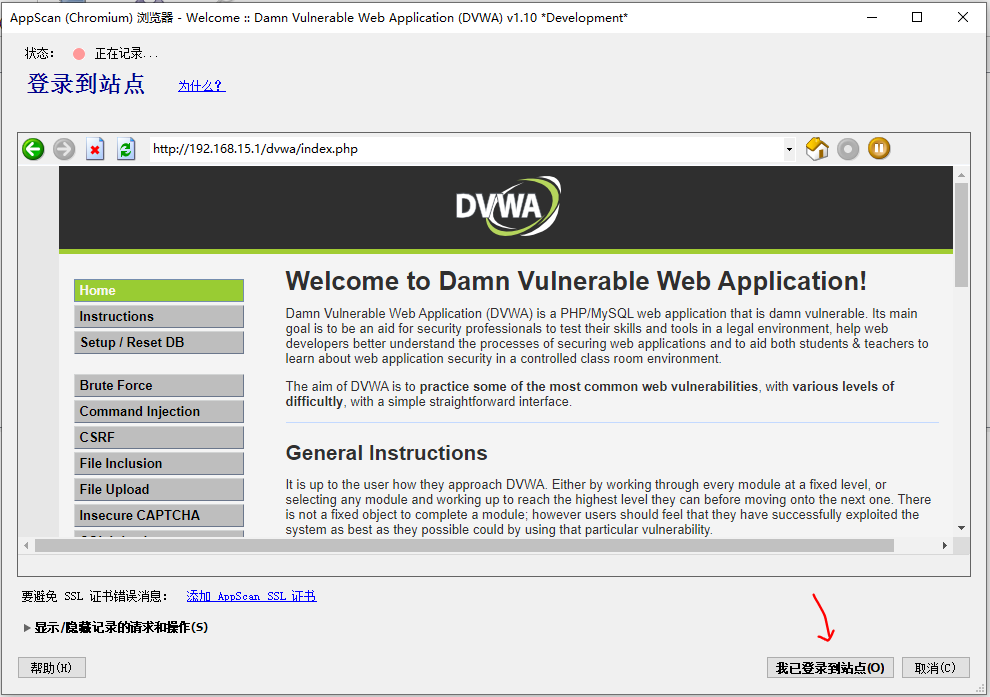 AppScan (Chromium) 浏览器 - Welcome :: Damn Vulnerable Web Application (DVWA) v1.10 *Development*
状态： 正在记录...
登录到站点 为什么？
http://192.168.15.1/dvwa/index.php
DVWA
Home
Instructions
Setup / Reset DB
Brute Force
Command Injection
CSRF
File Inclusion
File Upload
Insecure CAPTCHA
Welcome to Damn Vulnerable Web Application!
Damn Vulnerable Web Application (DVWA) is a PHP/MySQL web application that is damn vulnerable. Its main
goal is to be an aid for security professionals to test their skills and tools in a legal environment, help web
developers better understand the processes of securing web applications and to aid both students & teachers to
learn about web application security in a controlled class room environment.
The aim of DVWA is to practice some of the most common web vulnerabilities, with various levels of
difficultly, with a simple straightforward interface.
General Instructions
It is up to the user how they approach DVWA. Either by working through every module at a fixed level, or
selecting any module and working up to reach the highest level they can before moving onto the next one. There
is not a fixed object to complete a module; however users should feel that they have successfully exploited the
system as best as they possible could by using that particular vulnerability.
要避免 SSL 证书错误消息： 添加 AppScan SSL 证书
显示/隐藏记录的请求和操作(S)
帮助(H) 我已登录到站点(O) 取消(C)